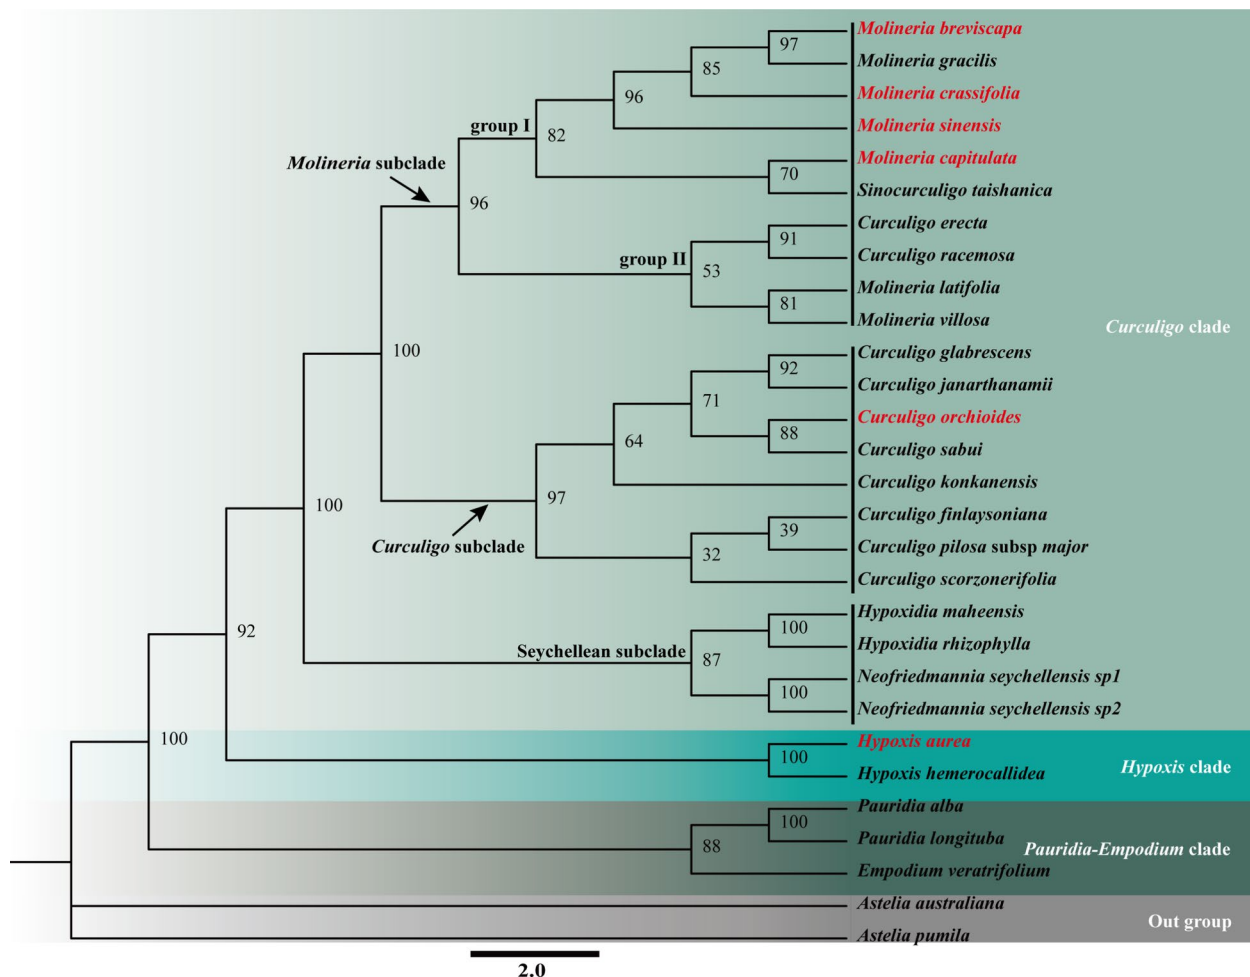 Molineria breviscapa
97
Molineria gracilis
85
Molineria crassifolia
96
group I
Molineria sinensis
82
Molineria subclade
Molineria capitulata
70
Sinocurculigo taishanica
96
Curculigo erecta
91
Curculigo racemosa
group II
53
Molineria latifolia
81
Molineria villosa
Curculigo clade
100
Curculigo glabrescens
92
Curculigo janarthanamii
71
Curculigo orchioides
88
64
Curculigo sabui
Curculigo konkanensis
97
100
Curculigo finlaysoniana
39
Curculigo subclade
Curculigo pilosa subsp major
32
Curculigo scorzonerifolia
Hypoxidia maheensis
100
92
Hypoxidia rhizophylla
Seychellean subclade
87
Neofriedmannia seychellensis sp1
100
Neofriedmannia seychellensis sp2
100
Hypoxis aurea
100
Hypoxis clade
Hypoxis hemerocallidea
Pauridia alba
100
Pauridia longituba
88
Pauridia-Empodium clade
Empodium veratrifolium
Astelia australiana
Out group
Astelia pumila
2.0